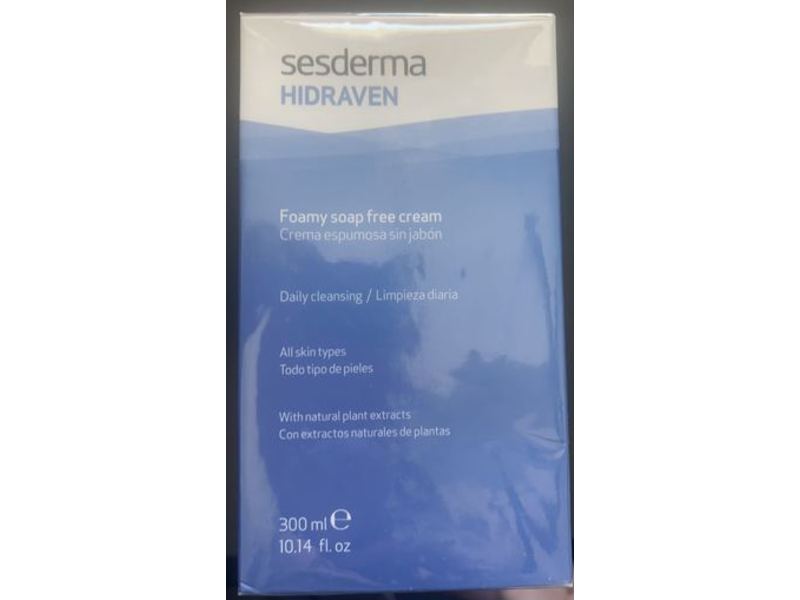 sesderma
HIDRAVEN
Foamy soap free cream
Crema espumosa sin jabón
Daily cleansing / Limpieza diaria
All skin types
Todo tipo de pieles
With natural plant extracts
Con extractos naturales de plantas
300 ml ℮
10.14 fl. oz